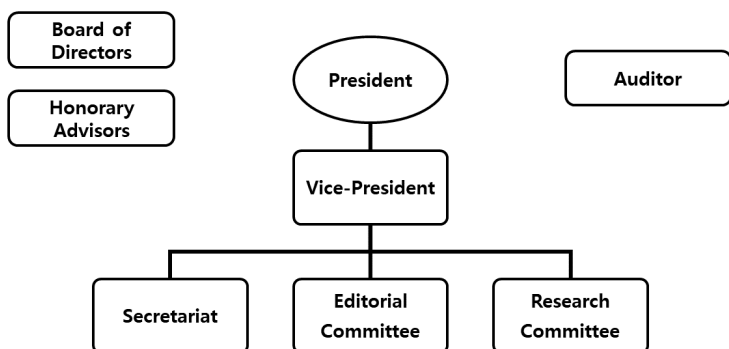 Board of
Directors
Honorary
Advisors
President
Auditor
Vice-President
Secretariat
Editorial
Committee
Research
Committee